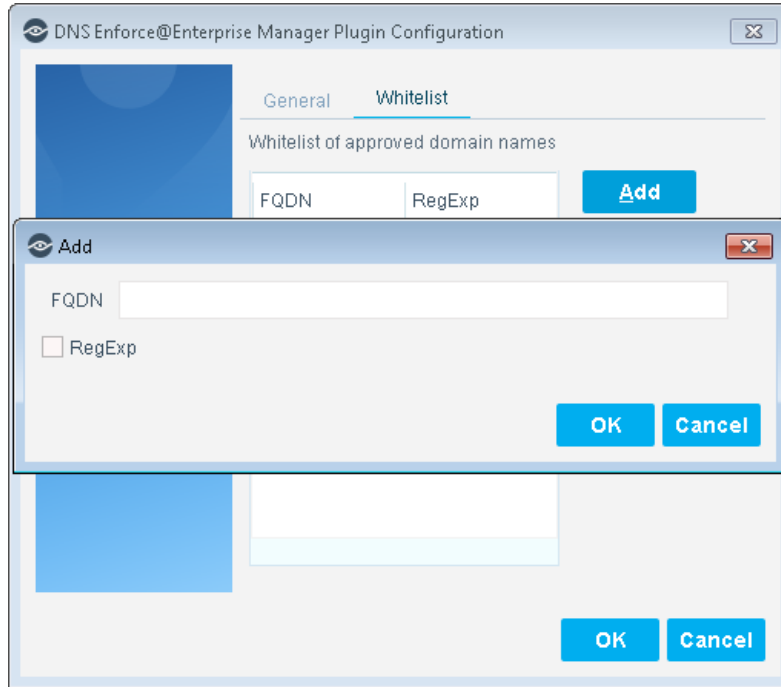 DNS Enforce@Enterprise Manager Plugin Configuration
General Whitelist
Whitelist of approved domain names
FQDN RegExp
Add
Add
FQDN
RegExp
OK Cancel
OK Cancel